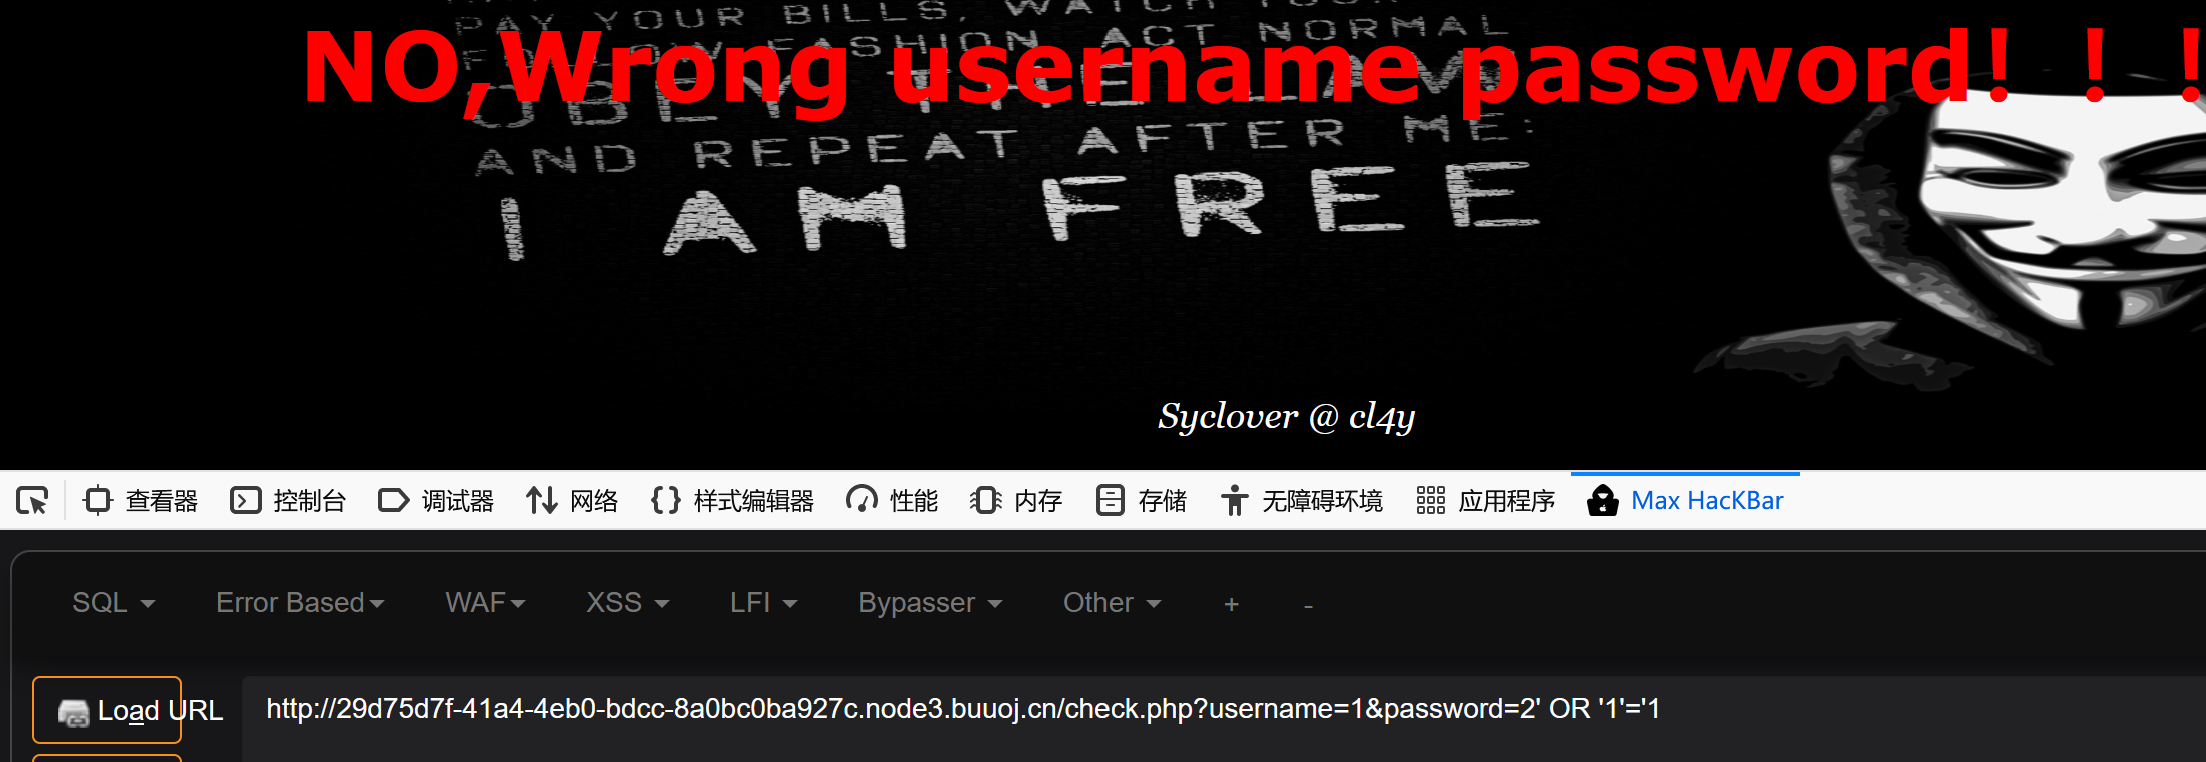 PAY YOUR BILLS, WATCH YOUR
NO,Wrong username password！！！
FASHION ACT NORMAL
OBEY THE LAW
AND REPEAT AFTER ME:
I AM FREE
Syclover @ cl4y
查看器 控制台 调试器 网络 样式编辑器 性能 内存 存储 无障碍环境 应用程序 Max HacKBar
SQL Error Based WAF XSS LFI Bypasser Other + -
Load URL http://29d75d7f-41a4-4eb0-bdcc-8a0bc0ba927c.node3.buuoj.cn/check.php?username=1&password=2' OR '1'='1